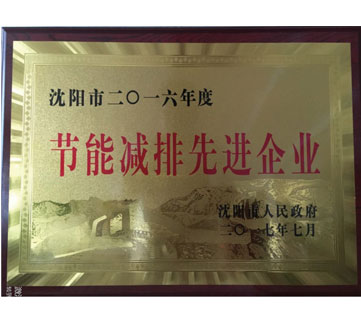 沈阳市二〇一六年度
节能减排先进企业
沈阳市人民政府
二〇一七年七月